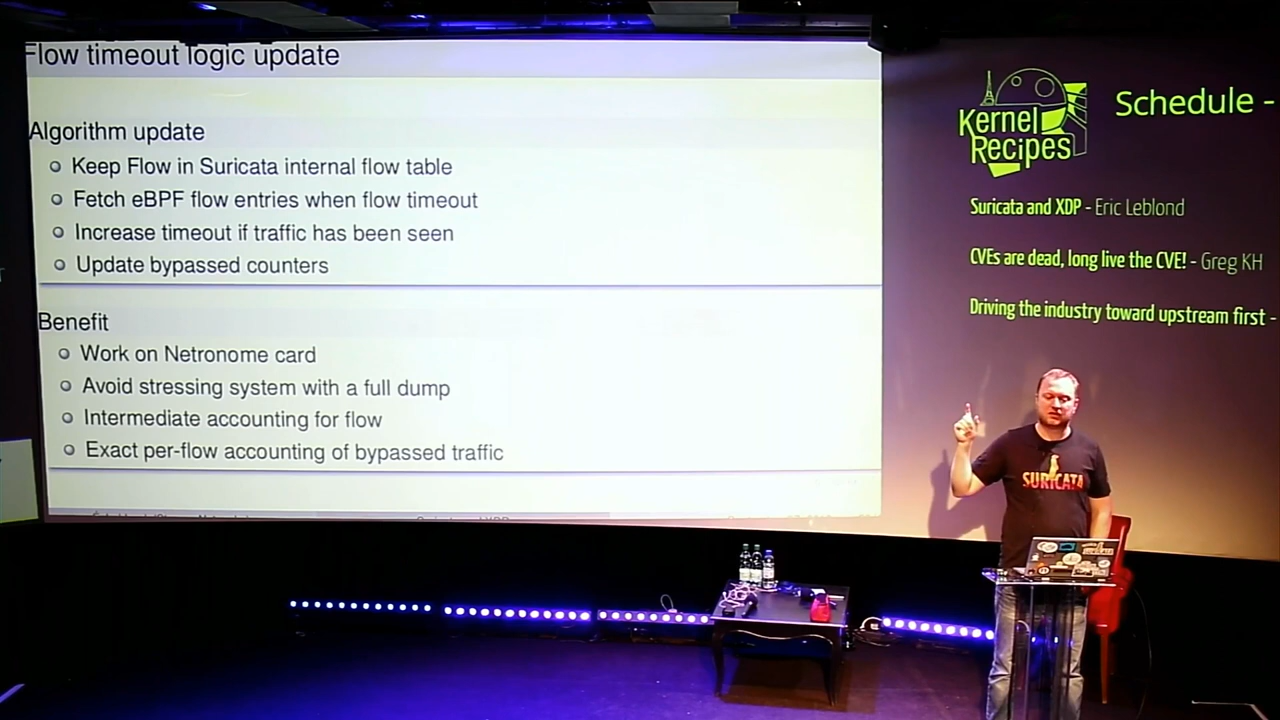 Flow timeout logic update
Algorithm update
Keep Flow in Suricata internal flow table
Fetch eBPF flow entries when flow timeout
Increase timeout if traffic has been seen
Update bypassed counters
Benefit
Work on Netronome card
Avoid stressing system with a full dump
Intermediate accounting for flow
Exact per-flow accounting of bypassed traffic
Kernel
Recipes
Schedule -
Suricata and XDP - Eric Leblond
CVEs are dead, long live the CVE! - Greg KH
Driving the industry toward upstream first -
SURICATA